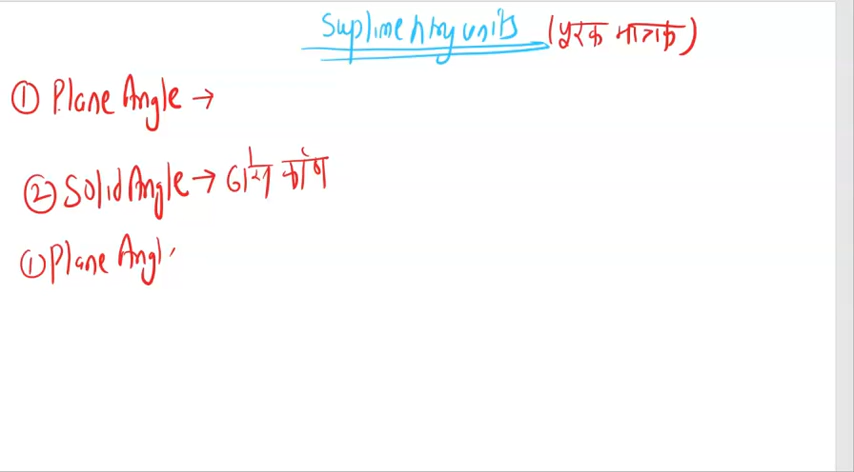 Suplimentry units (पुरक मात्रक)
① Plane Angle →
② Solid Angle → कोण
① Plane Angl